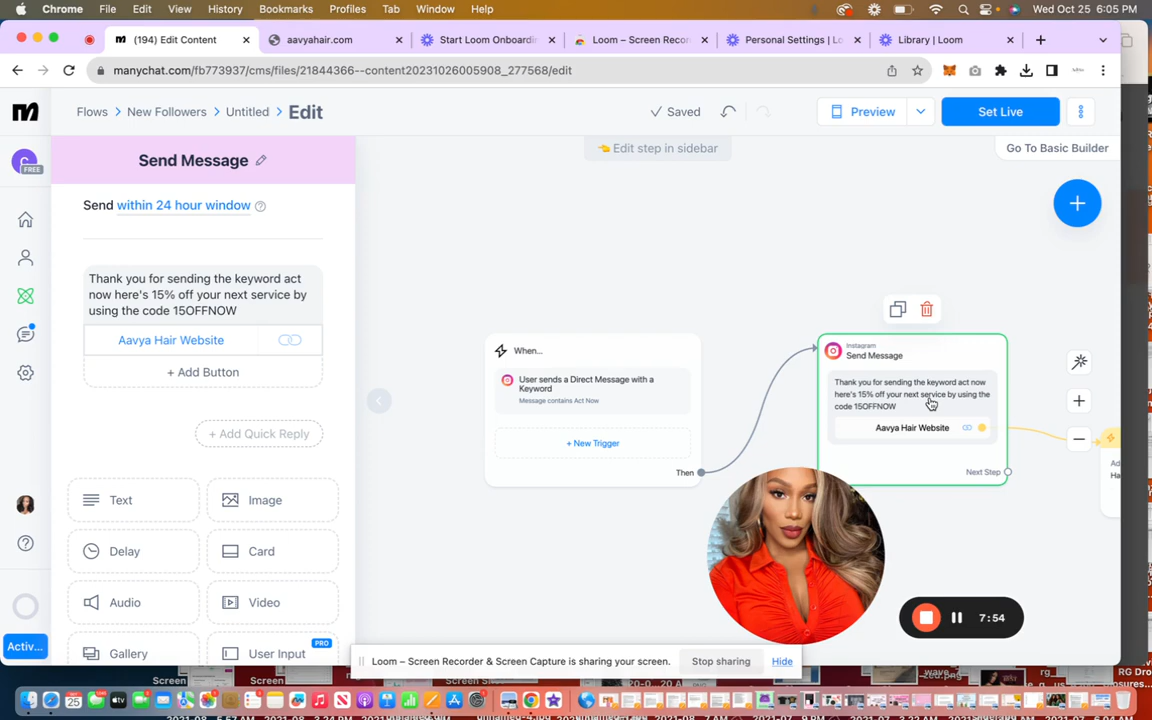 Chrome File Edit View History Bookmarks Profiles Tab Window Help Wed Oct 25 6:05 PM
(194) Edit Content aavyahair.com Start Loom Onboardin Loom – Screen Recor Personal Settings | Lo Library | Loom
manychat.com/fb773937/cms/files/21844366--content20231026005908_277568/edit
Flows > New Followers > Untitled > Edit Saved Preview Set Live
Send Message
Edit step in sidebar
Go To Basic Builder
FREE
Send within 24 hour window
Thank you for sending the keyword act
now here's 15% off your next service by
using the code 15OFFNOW
Aavya Hair Website
+ Add Button
+ Add Quick Reply
Text Image
Delay Card
Audio Video
Gallery User Input PRO
Activ...
When...
User sends a Direct Message with a
Keyword
Message contains Act Now
+ New Trigger
Then
Instagram
Send Message
Thank you for sending the keyword act now
here's 15% off your next service by using the
code 15OFFNOW
Aavya Hair Website
Next Step
Ad
Ha
7:54
Loom – Screen Recorder & Screen Capture is sharing your screen. Stop sharing Hide
Screen Screen